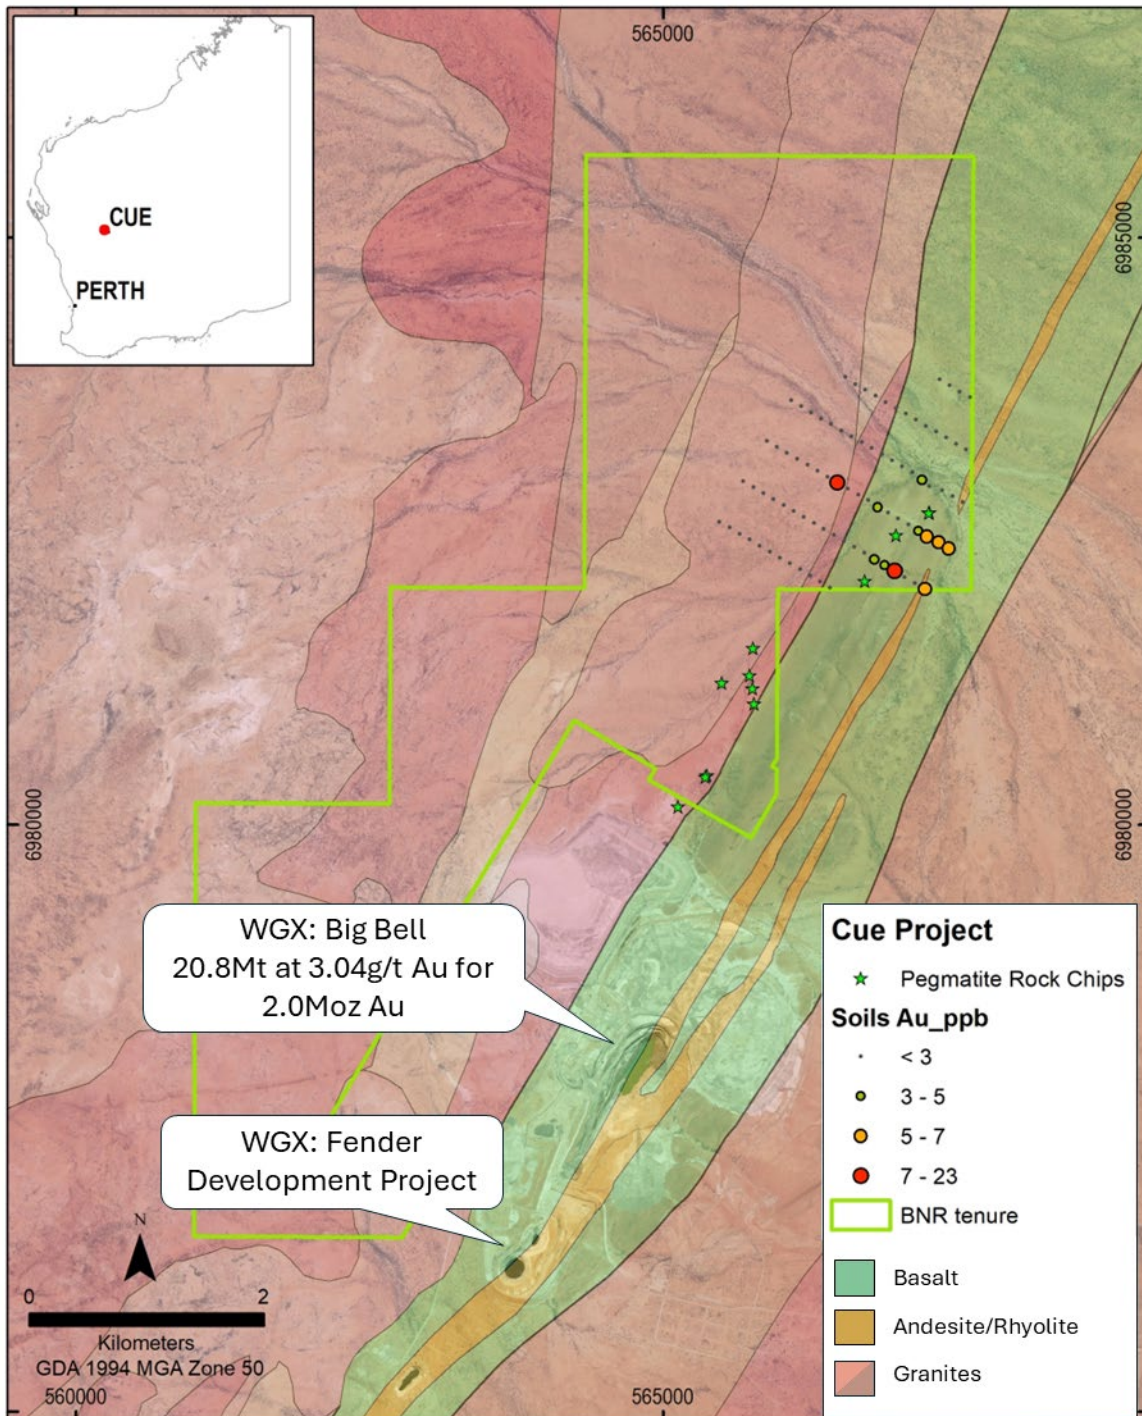 565000
CUE
PERTH
6985000
6980000
6980000
WGX: Big Bell
20.8Mt at 3.04g/t Au for
2.0Moz Au
WGX: Fender
Development Project
N
0 2
Kilometers
GDA 1994 MGA Zone 50
560000
565000
Cue Project
Pegmatite Rock Chips
Soils Au_ppb
< 3
3 - 5
5 - 7
7 - 23
BNR tenure
Basalt
Andesite/Rhyolite
Granites